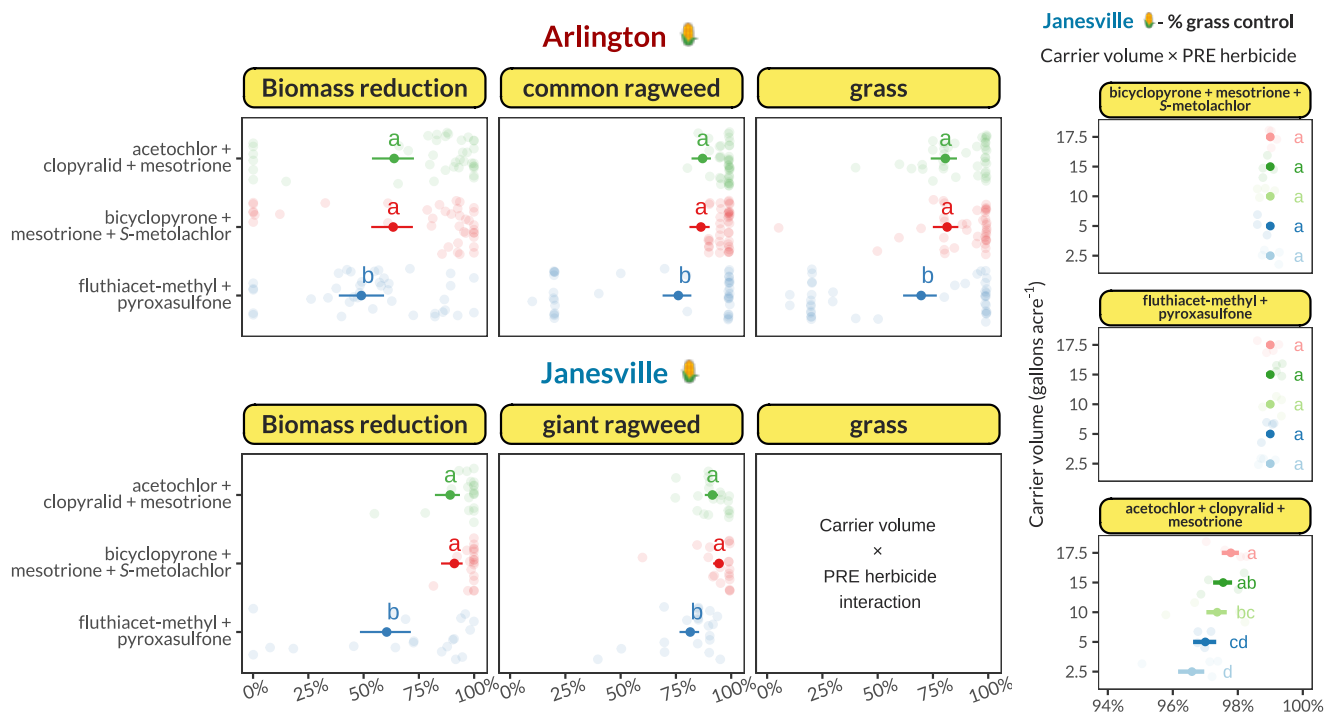 Arlington
Biomass reduction
common ragweed
grass
acetochlor +
clopyralid + mesotrione
bicyclopyrone +
mesotrione + S-metolachlor
fluthiacet-methyl +
pyroxasulfone
a
a
b
a
a
b
a
a
b
Janesville
Biomass reduction
giant ragweed
grass
acetochlor +
clopyralid + mesotrione
bicyclopyrone +
mesotrione + S-metolachlor
fluthiacet-methyl +
pyroxasulfone
a
a
b
a
a
b
Carrier volume
×
PRE herbicide
interaction
0% 25% 50% 75% 100%
0% 25% 50% 75% 100%
0% 25% 50% 75% 100%
Janesville - % grass control
Carrier volume × PRE herbicide
Carrier volume (gallons acre⁻¹)
bicyclopyrone + mesotrione +
S-metolachlor
17.5 a
15 a
10 a
5 a
2.5 a
fluthiacet-methyl +
pyroxasulfone
17.5 a
15 a
10 a
5 a
2.5 a
acetochlor + clopyralid +
mesotrione
17.5 a
15 ab
10 bc
5 cd
2.5 d
94% 96% 98% 100%